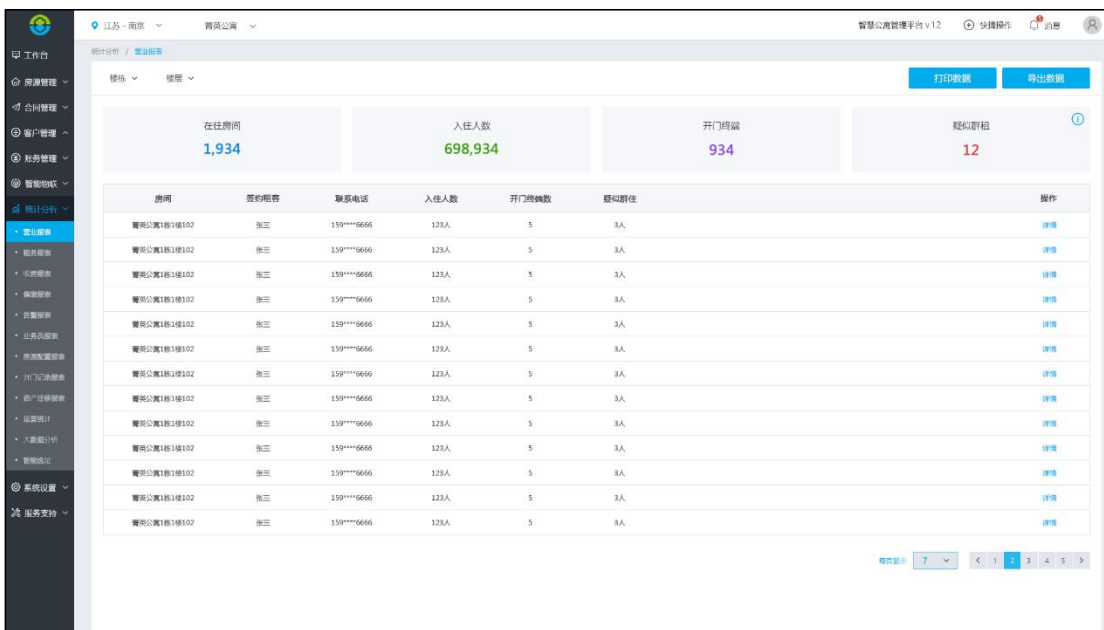 江苏 - 南京 菁英公寓 智慧公寓管理平台 v 1.2 快捷操作 消息
统计分析 / 营业报表
工作台
房源管理
合同管理
客户管理
账务管理
智能物联
统计分析
• 营业报表
• 租务报表
• 收房报表
• 催缴报表
• 告警报表
• 业务员报表
• 房源配置报表
• 开门记录报表
• 资产迁移报表
• 运营统计
• 大数据分析
• 智能选址
系统设置
服务支持
楼栋 楼层 打印数据 导出数据
在住房间 入住人数 开门终端 疑似群租
1,934 698,934 934 12
房间 签约租客 联系电话 入住人数 开门终端数 疑似群住 操作
菁英公寓1栋1楼102 张三 159****6666 123人 5 3人 详情
菁英公寓1栋1楼102 张三 159****6666 123人 5 3人 详情
菁英公寓1栋1楼102 张三 159****6666 123人 5 3人 详情
菁英公寓1栋1楼102 张三 159****6666 123人 5 3人 详情
菁英公寓1栋1楼102 张三 159****6666 123人 5 3人 详情
菁英公寓1栋1楼102 张三 159****6666 123人 5 3人 详情
菁英公寓1栋1楼102 张三 159****6666 123人 5 3人 详情
菁英公寓1栋1楼102 张三 159****6666 123人 5 3人 详情
菁英公寓1栋1楼102 张三 159****6666 123人 5 3人 详情
菁英公寓1栋1楼102 张三 159****6666 123人 5 3人 详情
菁英公寓1栋1楼102 张三 159****6666 123人 5 3人 详情
菁英公寓1栋1楼102 张三 159****6666 123人 5 3人 详情
菁英公寓1栋1楼102 张三 159****6666 123人 5 3人 详情
每页显示 7 < 1 2 3 4 5 >